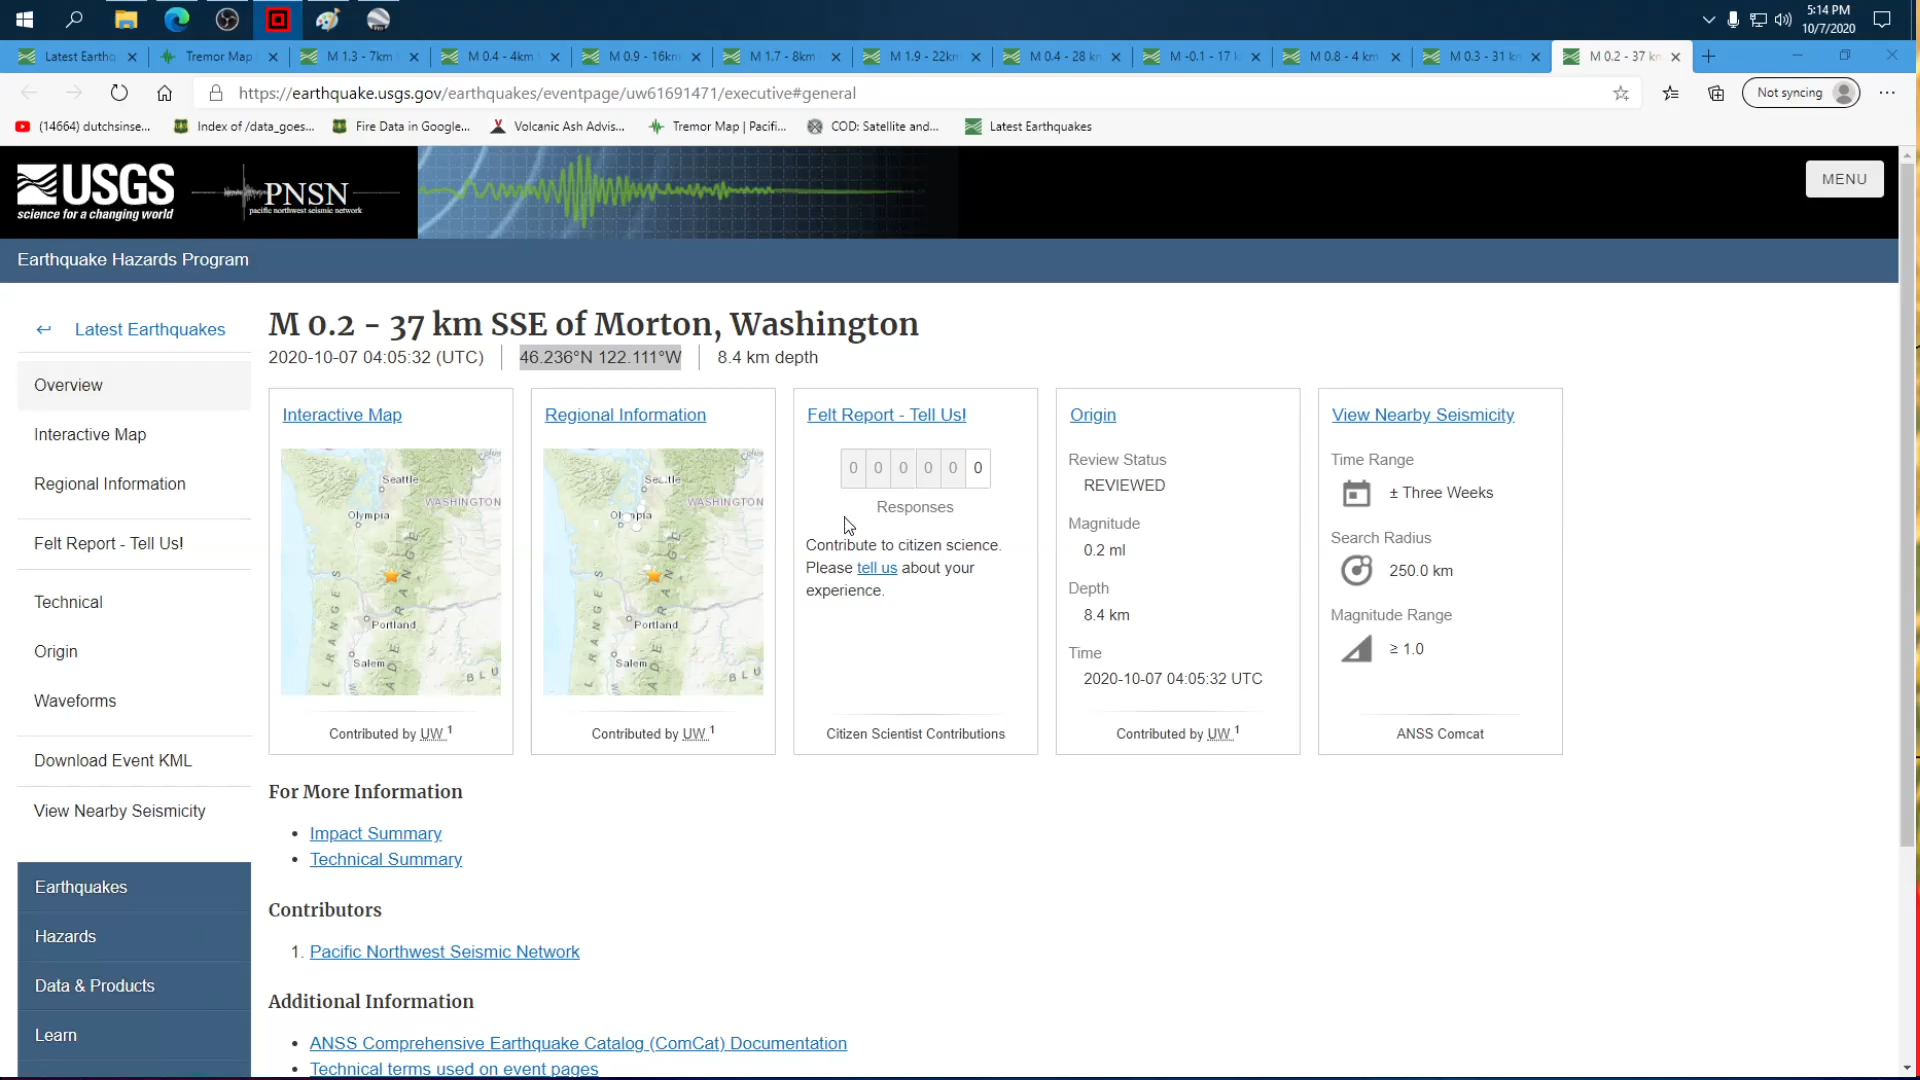 5:14 PM
10/7/2020
Latest Earthq
Tremor Map
M 1.3 - 7km
M 0.4 - 4km
M 0.9 - 16km
M 1.7 - 8km
M 1.9 - 22km
M 0.4 - 28 km
M -0.1 - 17
M 0.8 - 4 km
M 0.3 - 31 km
M 0.2 - 37 km
https://earthquake.usgs.gov/earthquakes/eventpage/uw61691471/executive#general
Not syncing
(14664) dutchsinse...
Index of /data_goes...
Fire Data in Google...
Volcanic Ash Advis...
Tremor Map | Pacifi...
COD: Satellite and...
Latest Earthquakes
USGS
science for a changing world
PNSN
pacific northwest seismic network
MENU
Earthquake Hazards Program
Latest Earthquakes
Overview
Interactive Map
Regional Information
Felt Report - Tell Us!
Technical
Origin
Waveforms
Download Event KML
View Nearby Seismicity
Earthquakes
Hazards
Data & Products
Learn
M 0.2 - 37 km SSE of Morton, Washington
2020-10-07 04:05:32 (UTC)
46.236°N 122.111°W
8.4 km depth
Interactive Map
Seattle
WASHINGTON
Olympia
Portland
Salem
Contributed by UW 1
Regional Information
WASHINGTON
Portland
Salem
Contributed by UW 1
Felt Report - Tell Us!
0 0 0 0 0 0
Responses
Contribute to citizen science.
Please tell us about your
experience.
Citizen Scientist Contributions
Origin
Review Status
REVIEWED
Magnitude
0.2 ml
Depth
8.4 km
Time
2020-10-07 04:05:32 UTC
Contributed by UW 1
View Nearby Seismicity
Time Range
± Three Weeks
Search Radius
250.0 km
Magnitude Range
≥ 1.0
ANSS Comcat
For More Information
• Impact Summary
• Technical Summary
Contributors
1. Pacific Northwest Seismic Network
Additional Information
• ANSS Comprehensive Earthquake Catalog (ComCat) Documentation
• Technical terms used on event pages